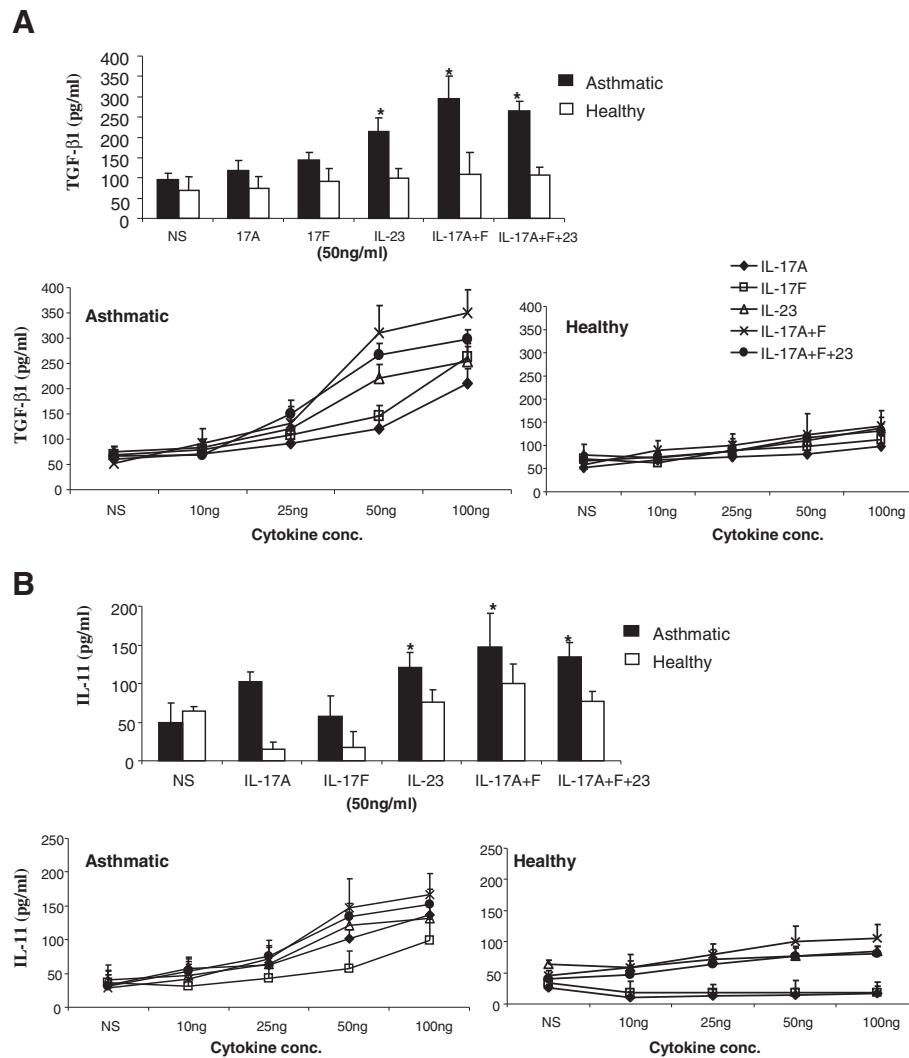 A
TGF-β1 (pg/ml)
400
350
300
250
200
150
100
50
0
* * *
Asthmatic
Healthy
NS 17A 17F IL-23 IL-17A+F IL-17A+F+23
(50ng/ml)
TGF-β1 (pg/ml)
400
350
300
250
200
150
100
50
0
Asthmatic
NS 10ng 25ng 50ng 100ng
Cytokine conc.
IL-17A
IL-17F
IL-23
IL-17A+F
IL-17A+F+23
400
350
300
250
200
150
100
50
0
Healthy
NS 10ng 25ng 50ng 100ng
Cytokine conc.
B
IL-11 (pg/ml)
200
150
100
50
0
* * *
Asthmatic
Healthy
NS IL-17A IL-17F IL-23 IL-17A+F IL-17A+F+23
(50ng/ml)
IL-11 (pg/ml)
250
200
150
100
50
0
Asthmatic
NS 10ng 25ng 50ng 100ng
Cytokine conc.
250
200
150
100
50
0
Healthy
NS 10ng 25ng 50ng 100ng
Cytokine conc.